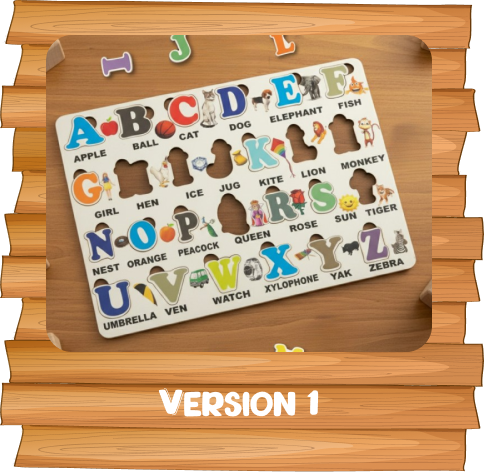 I J L
A B C D E F
APPLE BALL CAT DOG ELEPHANT FISH
G K
GIRL HEN ICE JUG KITE LION MONKEY
N O P R S
NEST ORANGE PEACOCK QUEEN ROSE SUN TIGER
U V W X Y Z
UMBRELLA VEN WATCH XYLOPHONE YAK ZEBRA
VERSION 1